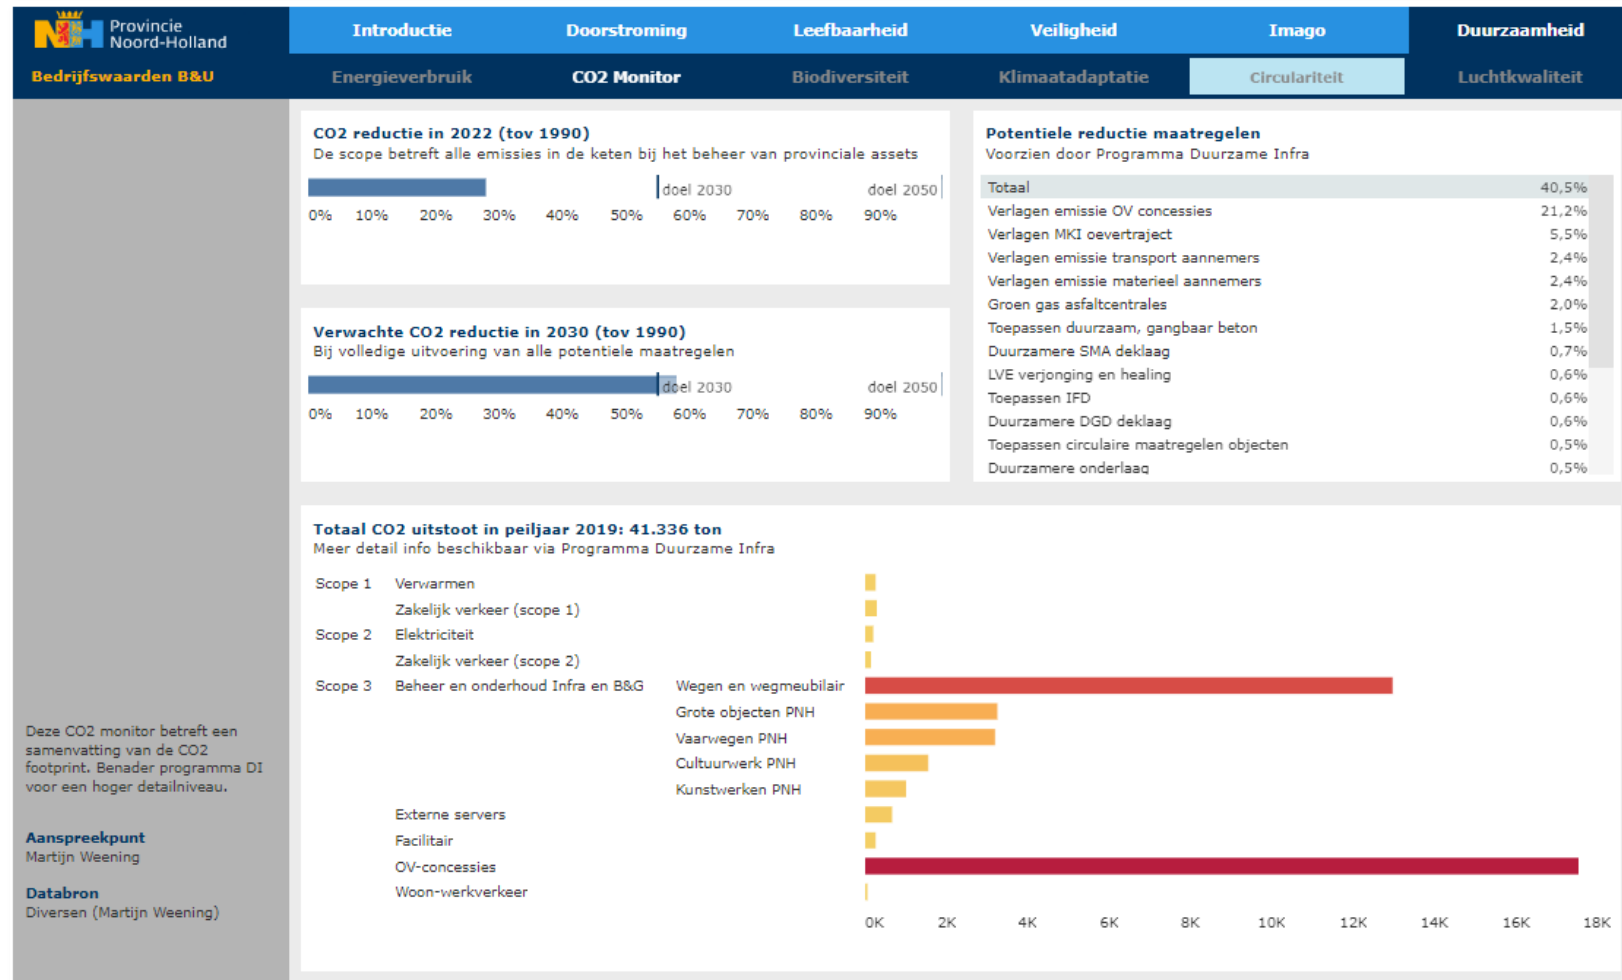 Provincie
Noord-Holland
Introductie
Doorstroming
Leefbaarheid
Veiligheid
Imago
Duurzaamheid
Bedrijfswaarden B&U
Energieverbruik
CO2 Monitor
Biodiversiteit
Klimaatadaptatie
Circulariteit
Luchtkwaliteit
CO2 reductie in 2022 (tov 1990)
De scope betreft alle emissies in de keten bij het beheer van provinciale assets
doel 2030
doel 2050
0% 10% 20% 30% 40% 50% 60% 70% 80% 90%
Verwachte CO2 reductie in 2030 (tov 1990)
Bij volledige uitvoering van alle potentiele maatregelen
doel 2030
doel 2050
0% 10% 20% 30% 40% 50% 60% 70% 80% 90%
Potentiele reductie maatregelen
Voorzien door Programma Duurzame Infra
Totaal 40,5%
Verlagen emissie OV concessies 21,2%
Verlagen MKI oevertraject 5,5%
Verlagen emissie transport aannemers 2,4%
Verlagen emissie materieel aannemers 2,4%
Groen gas asfaltcentrales 2,0%
Toepassen duurzaam, gangbaar beton 1,5%
Duurzamere SMA deklaag 0,7%
LVE verjonging en healing 0,6%
Toepassen IFD 0,6%
Duurzamere DGD deklaag 0,6%
Toepassen circulaire maatregelen objecten 0,5%
Duurzamere onderlaag 0,5%
Totaal CO2 uitstoot in peiljaar 2019: 41.336 ton
Meer detail info beschikbaar via Programma Duurzame Infra
Scope 1 Verwarmen
Zakelijk verkeer (scope 1)
Scope 2 Elektriciteit
Zakelijk verkeer (scope 2)
Scope 3 Beheer en onderhoud Infra en B&G Wegen en wegmeubilair
Grote objecten PNH
Vaarwegen PNH
Cultuurwerk PNH
Kunstwerken PNH
Externe servers
Facilitair
OV-concessies
Woon-werkverkeer
0K 2K 4K 6K 8K 10K 12K 14K 16K 18K
Deze CO2 monitor betreft een
samenvatting van de CO2
footprint. Benader programma DI
voor een hoger detailniveau.
Aanspreekpunt
Martijn Weening
Databron
Diversen (Martijn Weening)